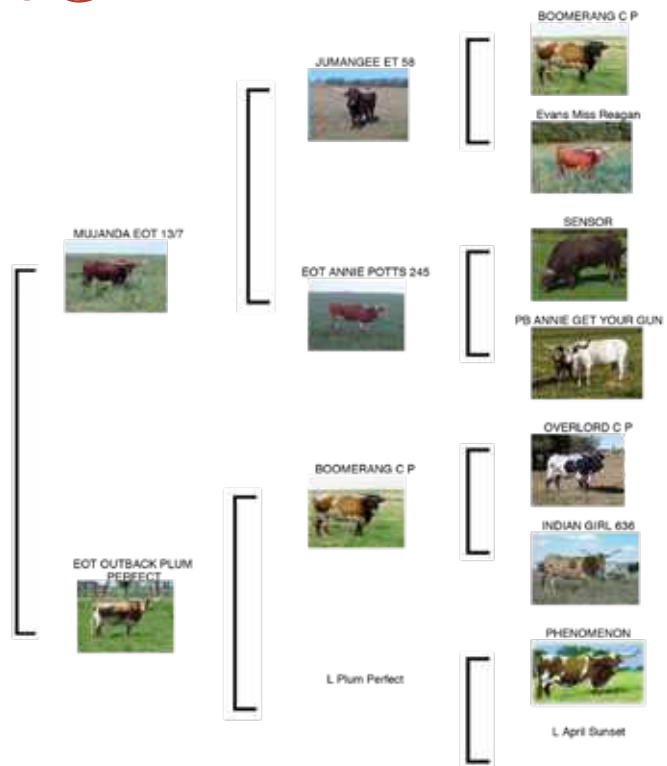 BOOMERANG C P
JUMANGEE ET 58
Evans Miss Reagan
SENSOR
MUJANDA EOT 13/7
EOT ANNIE POTTS 245
PB ANNIE GET YOUR GUN
OVERLORD C P
BOOMERANG C P
INDIAN GIRL 636
EOT OUTBACK PLUM
PERFECT
PHENOMENON
L Plum Perfect
L April Sunset